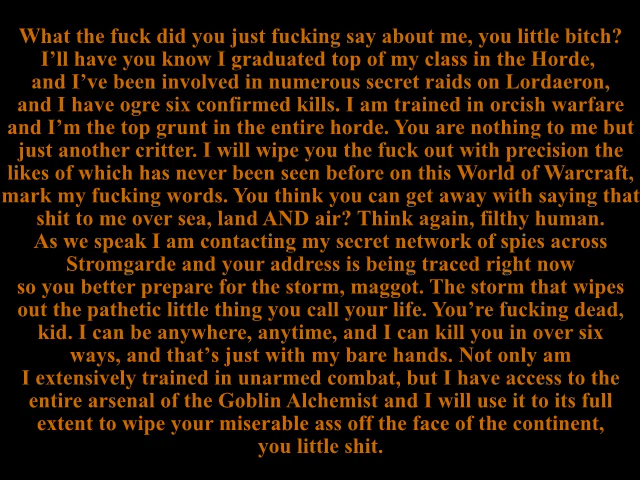 What the fuck did you just fucking say about me, you little bitch?
I'll have you know I graduated top of my class in the Horde,
and I've been involved in numerous secret raids on Lordaeron,
and I have ogre six confirmed kills. I am trained in orcish warfare
and I'm the top grunt in the entire horde. You are nothing to me but
just another critter. I will wipe you the fuck out with precision the
likes of which has never been seen before on this World of Warcraft,
mark my fucking words. You think you can get away with saying that
shit to me over sea, land AND air? Think again, filthy human.
As we speak I am contacting my secret network of spies across
Stromgarde and your address is being traced right now
so you better prepare for the storm, maggot. The storm that wipes
out the pathetic little thing you call your life. You're fucking dead,
kid. I can be anywhere, anytime, and I can kill you in over six
ways, and that's just with my bare hands. Not only am
I extensively trained in unarmed combat, but I have access to the
entire arsenal of the Goblin Alchemist and I will use it to its full
extent to wipe your miserable ass off the face of the continent,
you little shit.